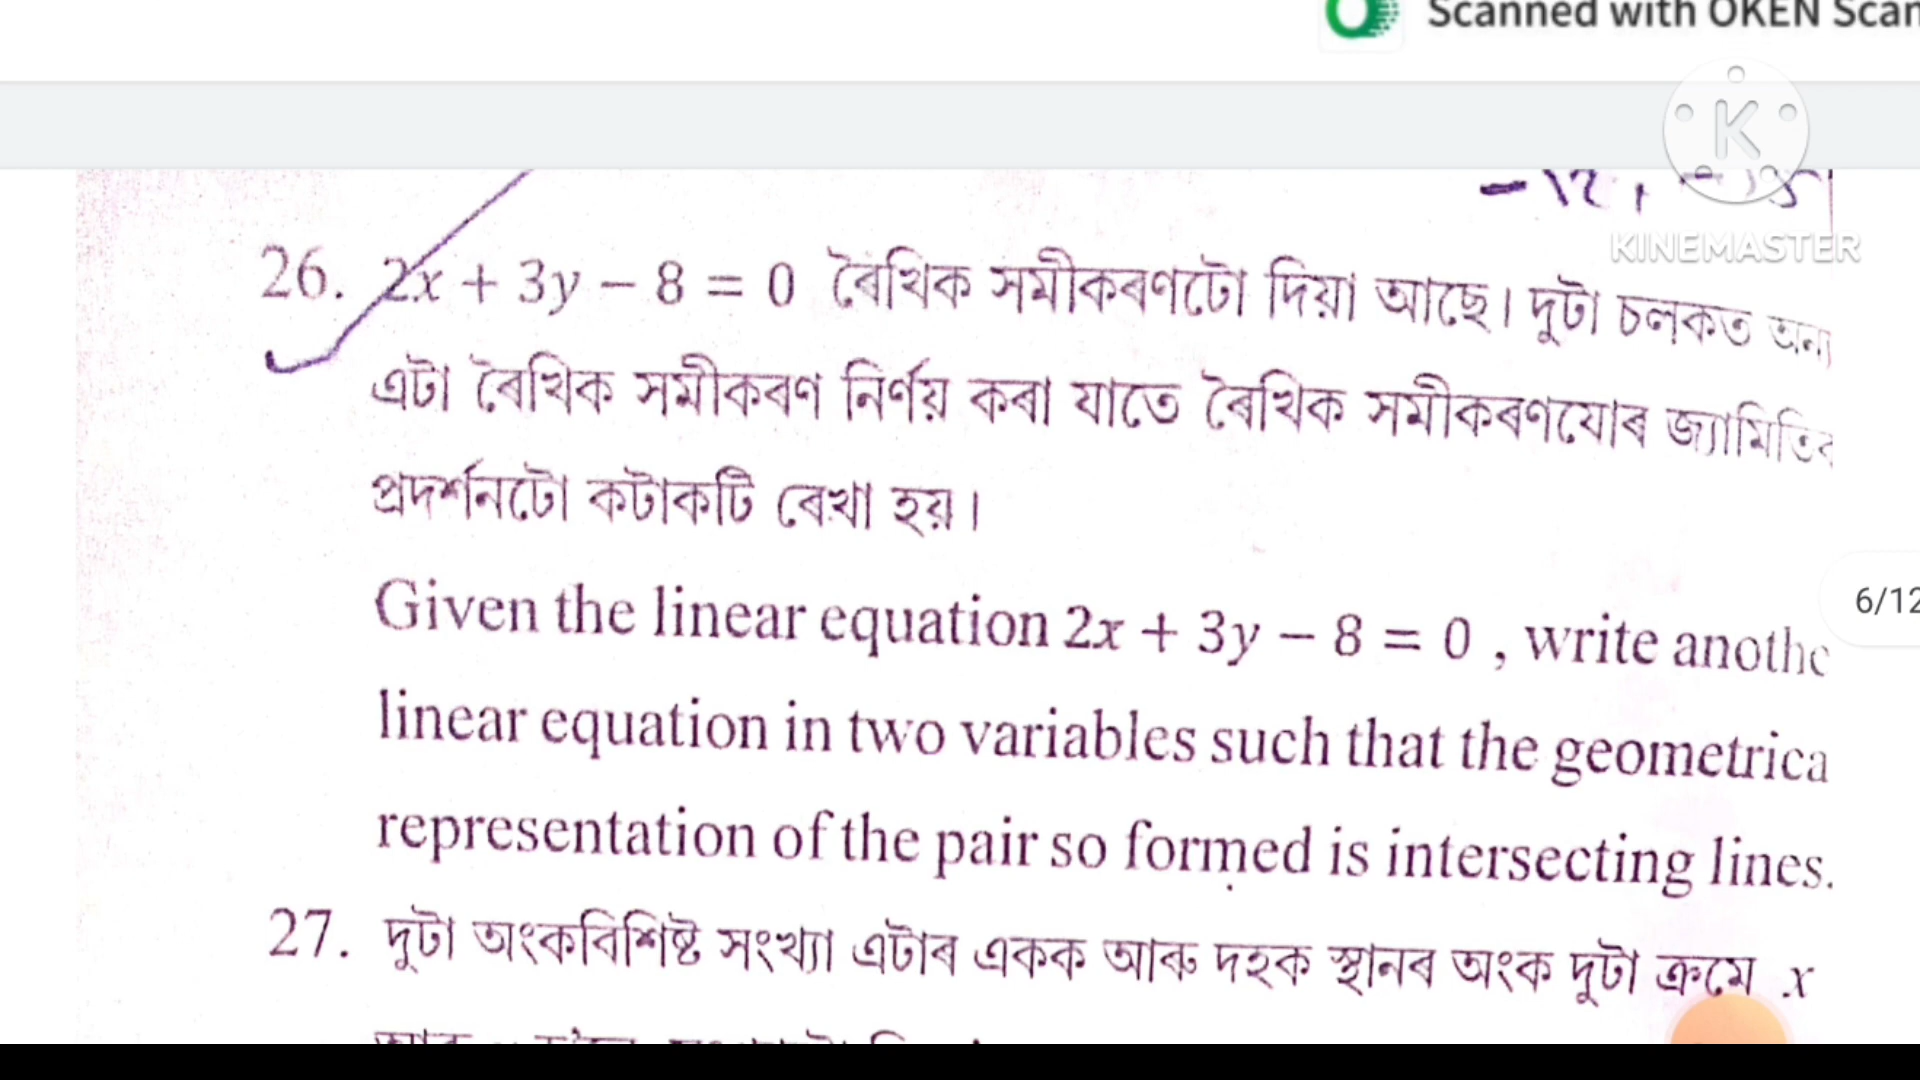 Scanned with OKEN Scan
KINEMASTER
26. 2x + 3y − 8 = 0 ৰৈখিক সমীকৰণটো দিয়া আছে। দুটা চলকত অন্য
এটা ৰৈখিক সমীকৰণ নিৰ্ণয় কৰা যাতে ৰৈখিক সমীকৰণযোৰ জ্যামিতিৰ
প্ৰদৰ্শনটো কটাকটি ৰেখা হয়।
Given the linear equation 2x + 3y − 8 = 0 , write anothe
6/12
linear equation in two variables such that the geometrica
representation of the pair so formed is intersecting lines.
27. দুটা অংকবিশিষ্ট সংখ্যা এটাৰ একক আৰু দহক স্থানৰ অংক দুটা ক্ৰমে x